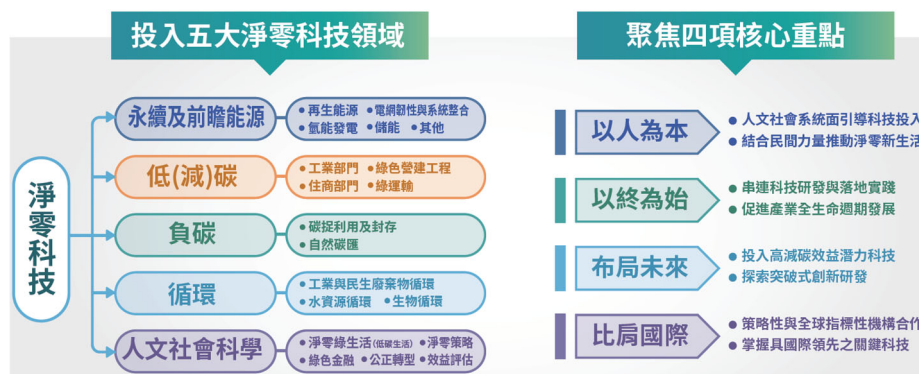 投入五大淨零科技領域
淨零科技
永續及前瞻能源
• 再生能源 • 電網韌性與系統整合
• 氫能發電 • 儲能 • 其他
低(減)碳
• 工業部門 • 綠色營建工程
• 住商部門 • 綠運輸
負碳
• 碳捉利用及封存
• 自然碳匯
循環
• 工業與民生廢棄物循環
• 水資源循環 • 生物循環
人文社會科學
• 淨零綠生活(低碳生活) • 淨零策略
• 綠色金融 • 公正轉型 • 效益評估
聚焦四項核心重點
以人為本
• 人文社會系統面引導科技投入
• 結合民間力量推動淨零新生活
以終為始
• 串連科技研發與落地實踐
• 促進產業全生命週期發展
布局未來
• 投入高減碳效益潛力科技
• 探索突破式創新研發
比肩國際
• 策略性與全球指標性機構合作
• 掌握具國際領先之關鍵科技